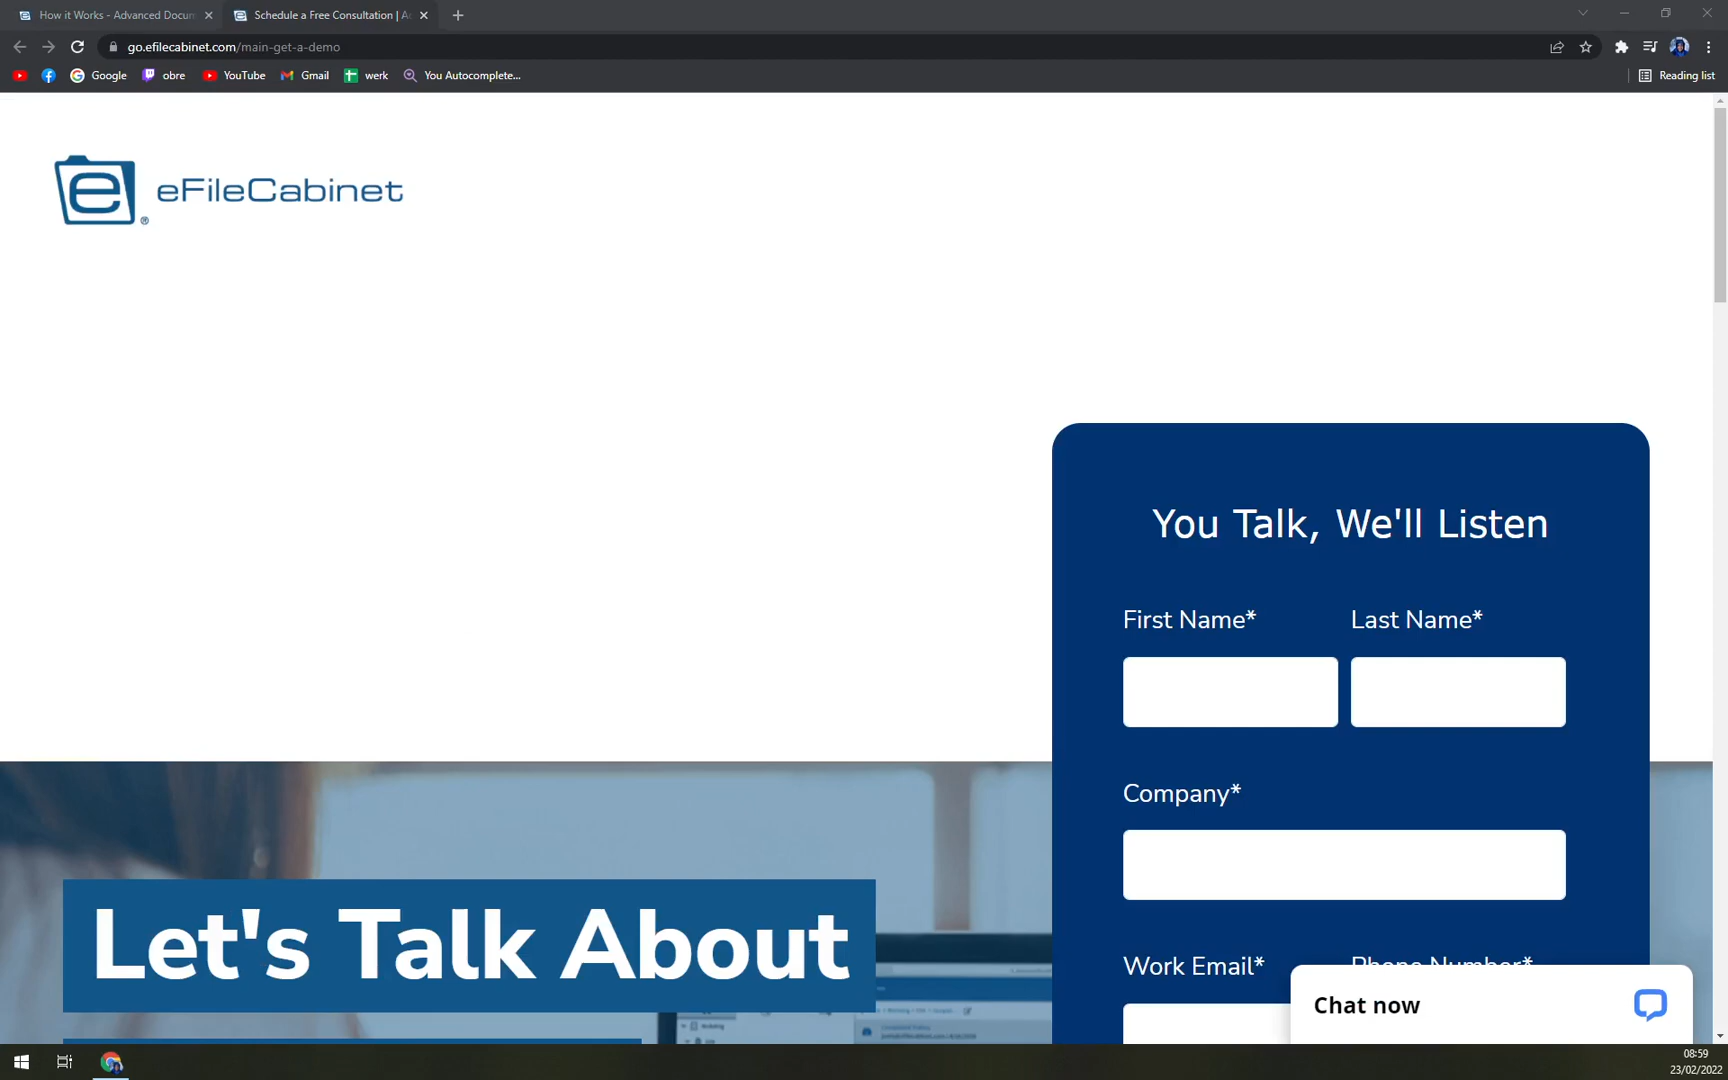 How it Works - Advanced Docum
Schedule a Free Consultation | A
go.efilecabinet.com/main-get-a-demo
Google
obre
YouTube
Gmail
werk
You Autocomplete...
Reading list
e
®
eFileCabinet
You Talk, We'll Listen
First Name*
Last Name*
Company*
Let's Talk About
Work Email*
Phone Number*
Chat now
08:59
23/02/2022